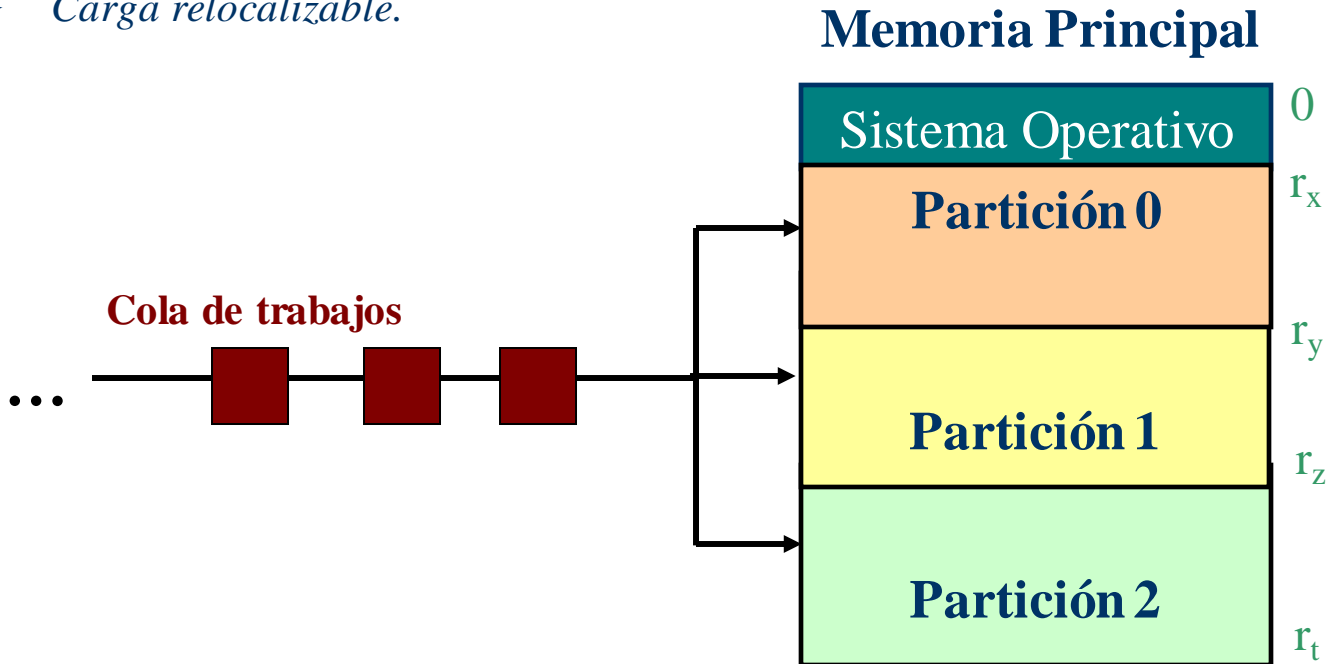 Carga relocalizable.
Memoria Principal
0
Sistema Operativo
rx
Partición 0
Cola de trabajos
ry
...
Partición 1
rz
Partición 2
rt